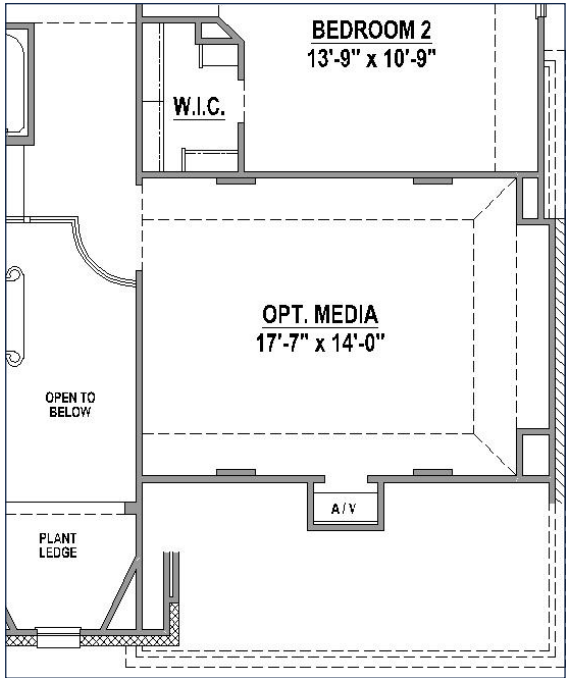 BEDROOM 2
13'-9" x 10'-9"
W.I.C.
OPT. MEDIA
17'-7" x 14'-0"
OPEN TO
BELOW
A/V
PLANT
LEDGE